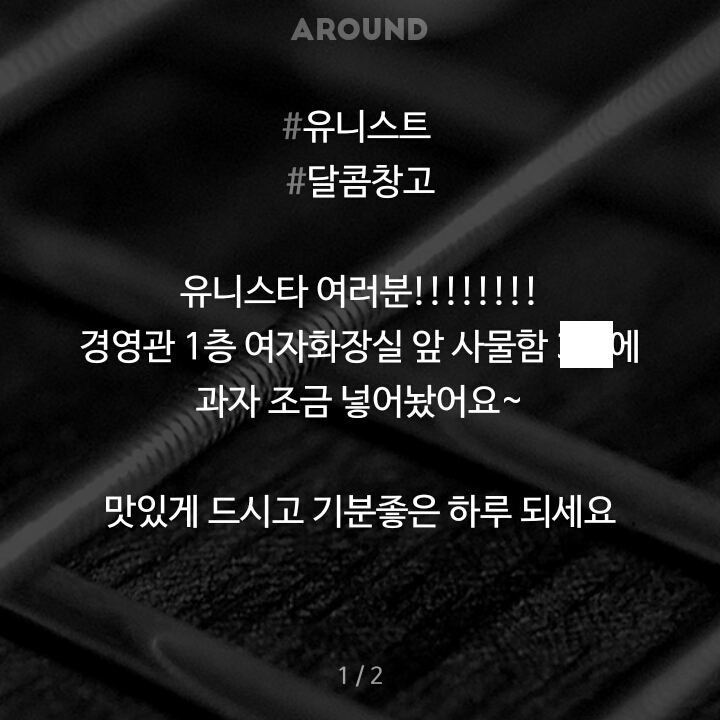 AROUND
#유니스트
#달콤창고
유니스타 여러분!!!!!!!!
경영관 1층 여자화장실 앞 사물함 에
과자 조금 넣어놨어요~
맛있게 드시고 기분좋은 하루 되세요
1 / 2